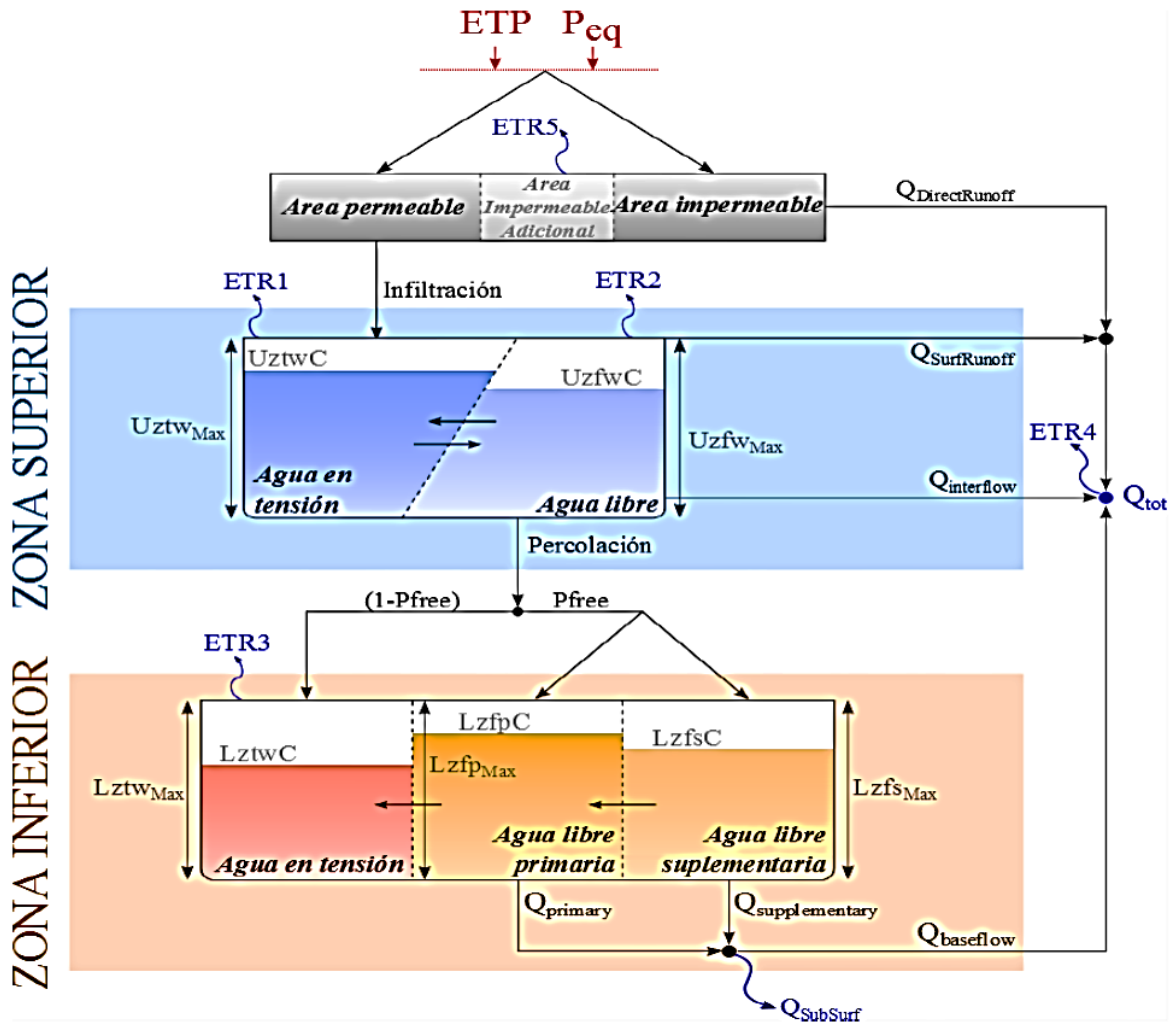 ETP
Peq
ETR5
Area permeable
Area
Impermeable
Adicional
Area impermeable
QDirectRunoff
ZONA SUPERIOR
ETR1
Infiltración
ETR2
UztwC
UzfwC
QSurfRunoff
UztwMax
UzfwMax
ETR4
Agua en
tensión
Agua libre
Qinterflow
Qtot
Percolación
(1-Pfree)
Pfree
ZONA INFERIOR
ETR3
LztwC
LzfpC
LzfsC
LztwMax
LzfpMax
LzfsMax
Agua en tensión
Agua libre
primaria
Agua libre
suplementaria
Qprimary
Qsupplementary
Qbaseflow
QSubSurf